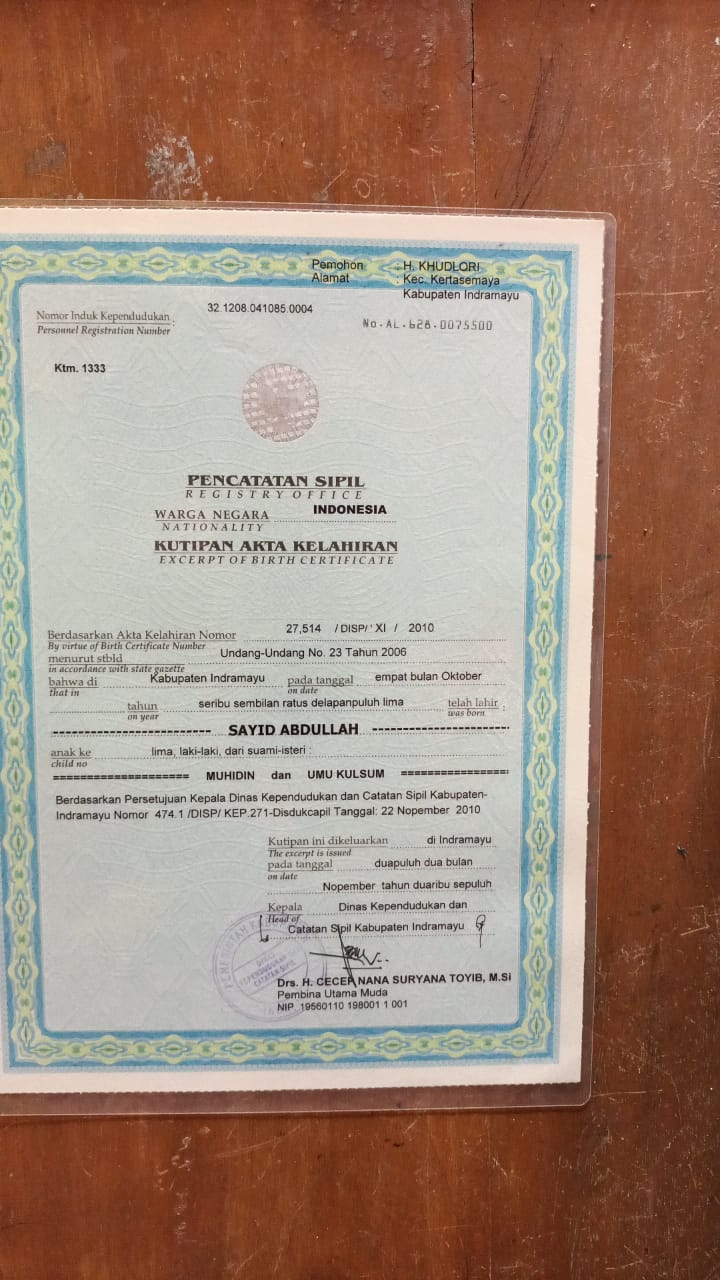 Pemohon : H. KHUDLORI
Alamat : Kec. Kertasemaya
Kabupaten Indramayu
Nomor Induk Kependudukan : 32.1208.041085.0004
Personnel Registration Number
No. AL. 628. 0075500
Ktm. 1333
PENCATATAN SIPIL
REGISTRY OFFICE
WARGA NEGARA INDONESIA
NATIONALITY
KUTIPAN AKTA KELAHIRAN
EXCERPT OF BIRTH CERTIFICATE
Berdasarkan Akta Kelahiran Nomor 27,514 /DISP/ XI / 2010
By virtue of Birth Certificate Number
menurut stbld Undang-Undang No. 23 Tahun 2006
in accordance with state gazette
bahwa di Kabupaten Indramayu pada tanggal empat bulan Oktober
that in on date
tahun seribu sembilan ratus delapanpuluh lima telah lahir :
on year was born
SAYID ABDULLAH
anak ke lima, laki-laki, dari suami-isteri :
child no
MUHIDIN dan UMU KULSUM
Berdasarkan Persetujuan Kepala Dinas Kependudukan dan Catatan Sipil Kabupaten-
Indramayu Nomor 474.1 /DISP/ KEP.271-Disdukcapil Tanggal: 22 Nopember 2010
Kutipan ini dikeluarkan di Indramayu
The excerpt is issued
pada tanggal duapuluh dua bulan
on date
Nopember tahun duaribu sepuluh
Kepala Dinas Kependudukan dan
Head of
Catatan Sipil Kabupaten Indramayu
Drs. H. CECEP NANA SURYANA TOYIB, M.Si
Pembina Utama Muda
NIP. 19560110 198001 1 001